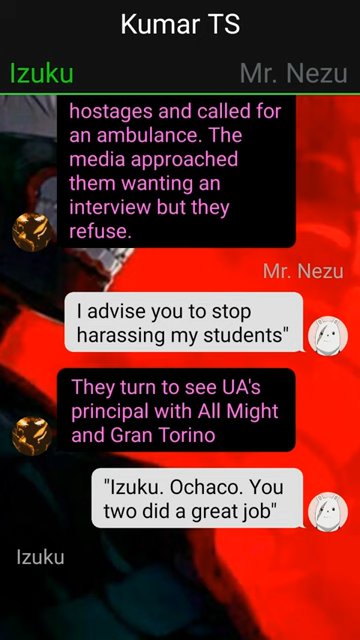 Kumar TS
Izuku
Mr. Nezu
hostages and called for
an ambulance. The
media approached
them wanting an
interview but they
refuse.
Mr. Nezu
I advise you to stop
harassing my students"
They turn to see UA's
principal with All Might
and Gran Torino
"Izuku. Ochaco. You
two did a great job"
Izuku